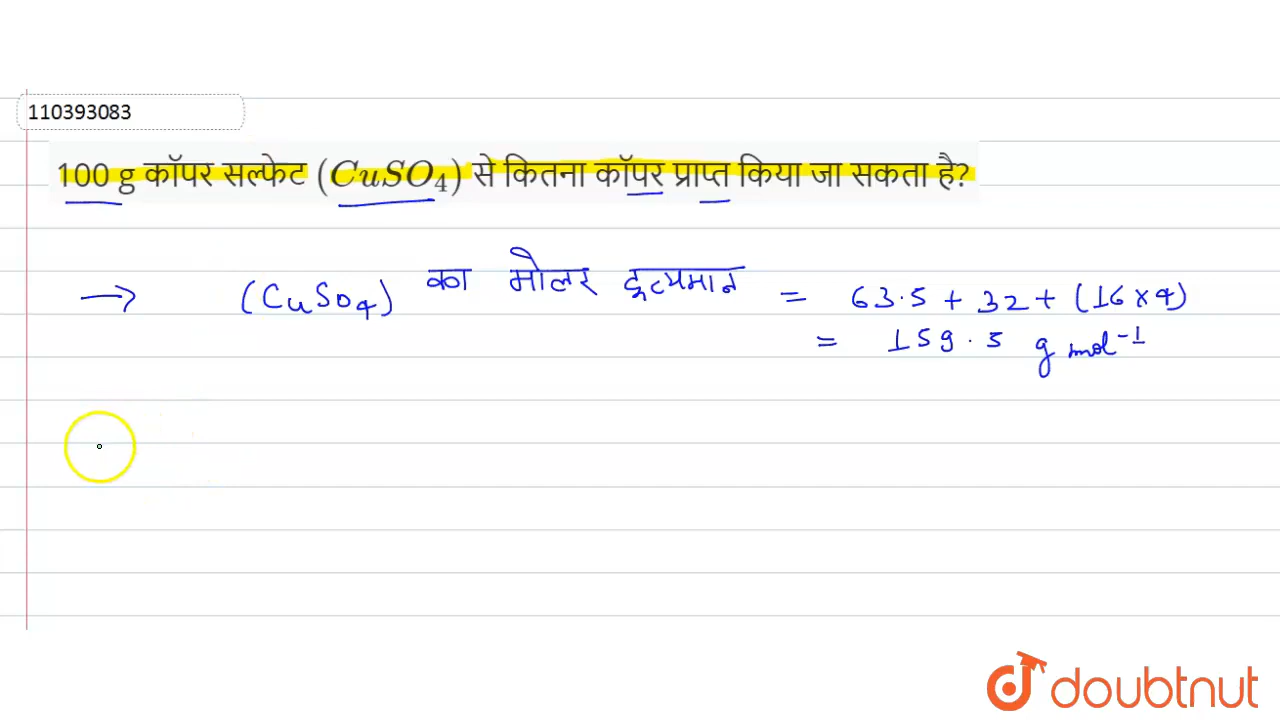 110393083
100 g कॉपर सल्फेट (CuSO₄) से कितना कॉपर प्राप्त किया जा सकता है?
→ (CuSO₄) का मोलर द्रव्यमान = 63.5 + 32 + (16 × 4)
= 159.5 g mol⁻¹
doubtnut